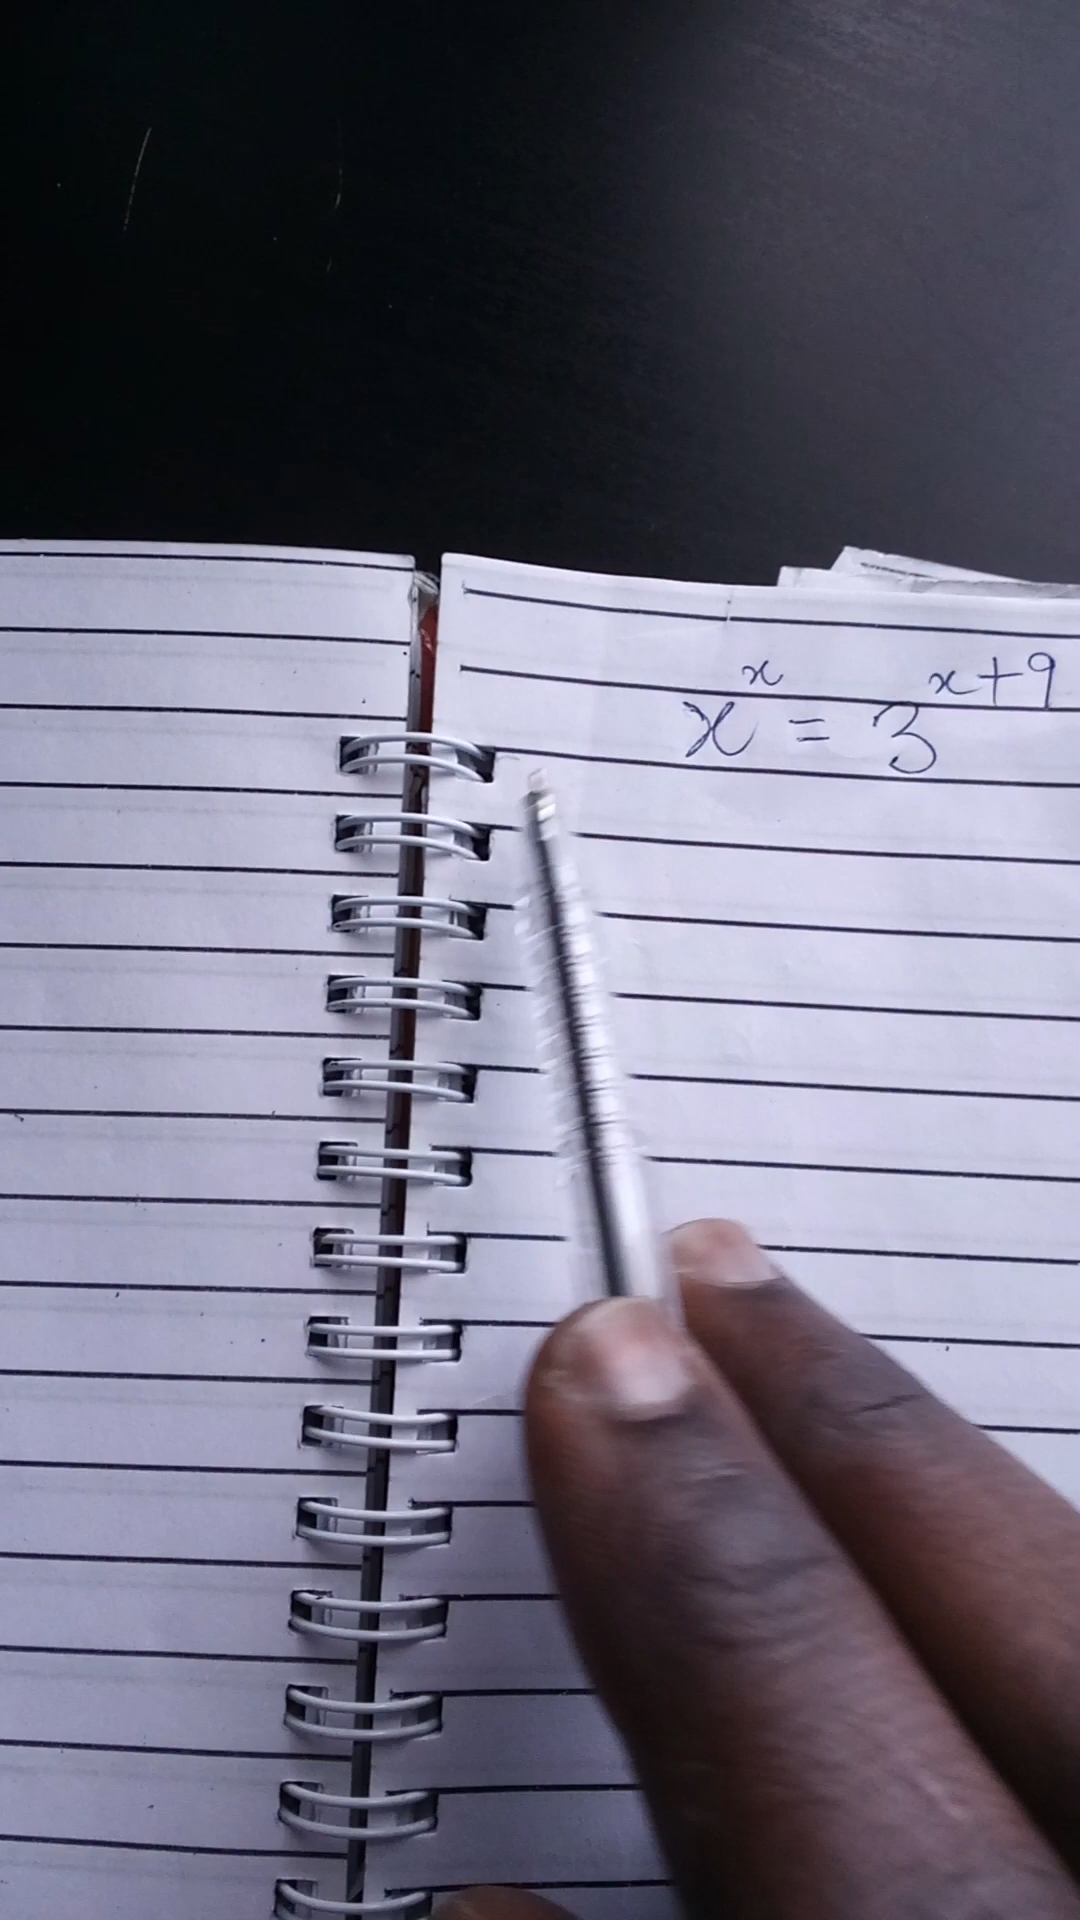 x^x = 3^{x+9}